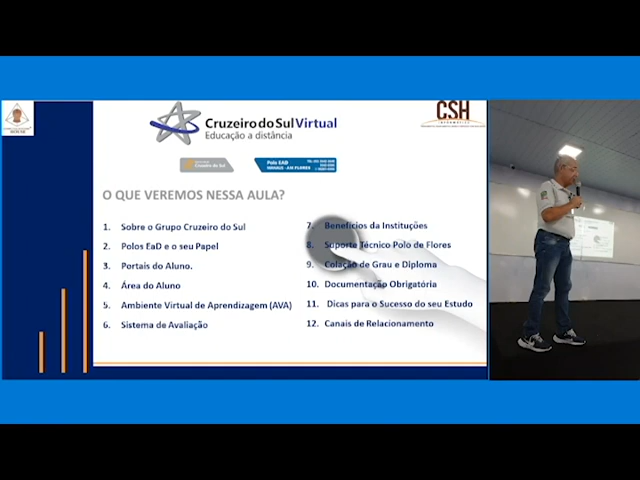 Cruzeiro do Sul Virtual
Educação a distância
CSH
INFORMÁTICA
Cruzeiro do Sul
Polo EAD
MANAUS - AM FLORES
O QUE VEREMOS NESSA AULA?
1. Sobre o Grupo Cruzeiro do Sul
2. Polos EaD e o seu Papel
3. Portais do Aluno.
4. Área do Aluno
5. Ambiente Virtual de Aprendizagem (AVA)
6. Sistema de Avaliação
7. Benefícios da Instituções
8. Suporte Técnico Polo de Flores
9. Colação de Grau e Diploma
10. Documentação Obrigatória
11. Dicas para o Sucesso do seu Estudo
12. Canais de Relacionamento